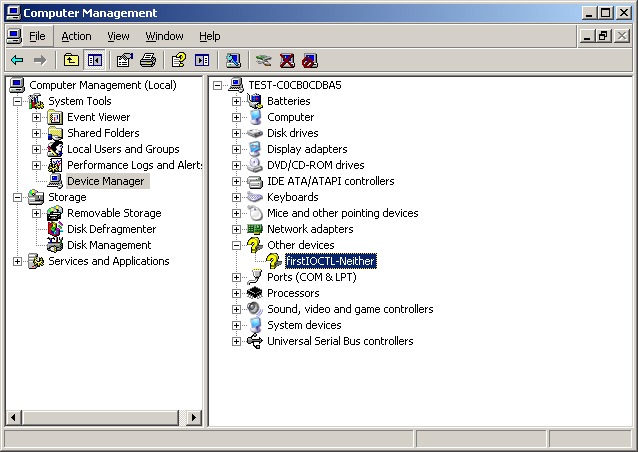 Computer Management
File Action View Window Help
Computer Management (Local)
System Tools
Event Viewer
Shared Folders
Local Users and Groups
Performance Logs and Alerts
Device Manager
Storage
Removable Storage
Disk Defragmenter
Disk Management
Services and Applications
TEST-C0CB0CDBA5
Batteries
Computer
Disk drives
Display adapters
DVD/CD-ROM drives
IDE ATA/ATAPI controllers
Keyboards
Mice and other pointing devices
Network adapters
Other devices
firstIOCTL-Neither
Ports (COM & LPT)
Processors
Sound, video and game controllers
System devices
Universal Serial Bus controllers